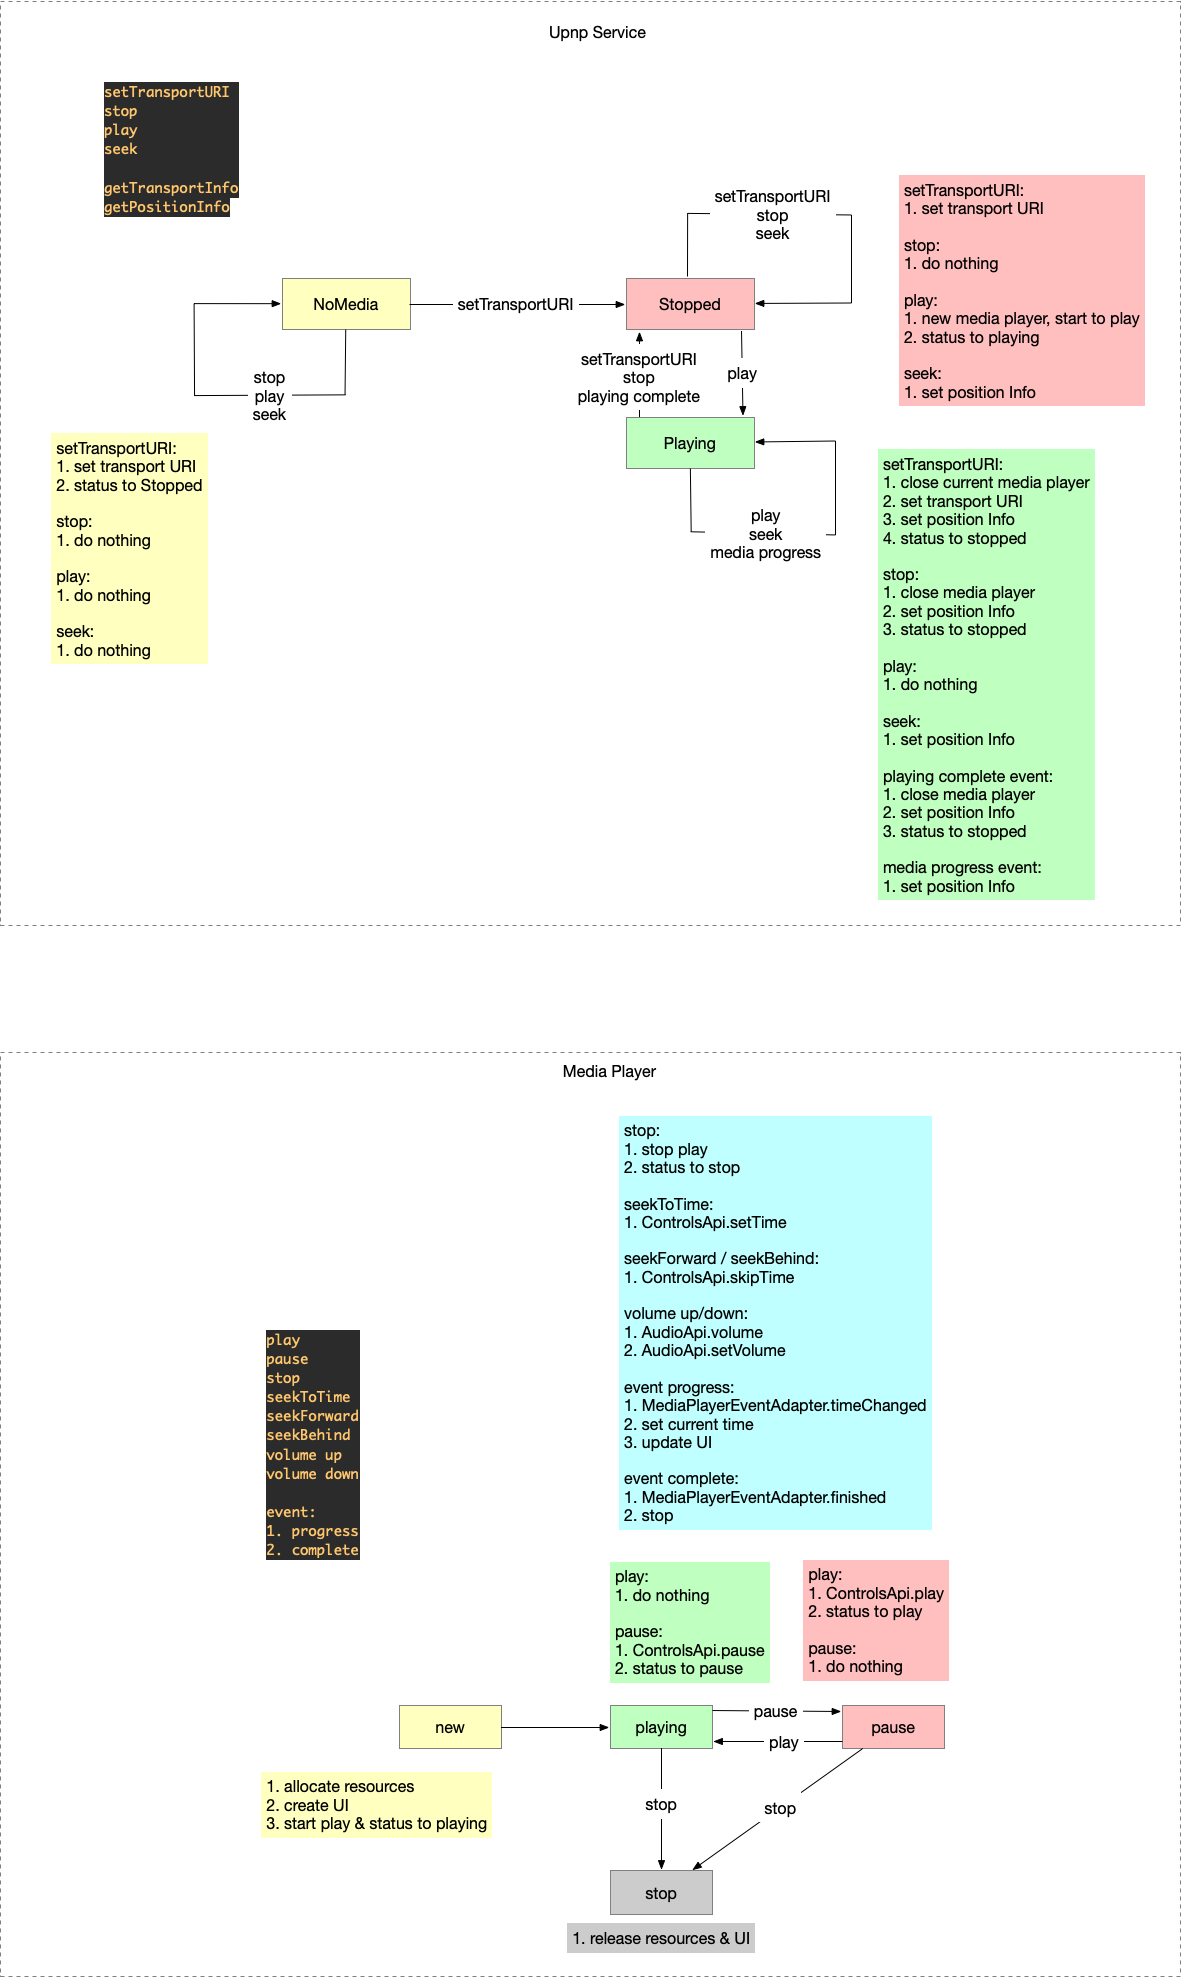 Upnp Service
setTransportURI
stop
play
seek
getTransportInfo
getPositionInfo
setTransportURI
stop
seek
setTransportURI:
1. set transport URI
stop:
1. do nothing
play:
1. new media player, start to play
2. status to playing
seek:
1. set position Info
NoMedia
setTransportURI
Stopped
stop
play
seek
setTransportURI
stop
playing complete
play
Playing
play
seek
media progress
setTransportURI:
1. set transport URI
2. status to Stopped
stop:
1. do nothing
play:
1. do nothing
seek:
1. do nothing
setTransportURI:
1. close current media player
2. set transport URI
3. set position Info
4. status to stopped
stop:
1. close media player
2. set position Info
3. status to stopped
play:
1. do nothing
seek:
1. set position Info
playing complete event:
1. close media player
2. set position Info
3. status to stopped
media progress event:
1. set position Info
Media Player
stop:
1. stop play
2. status to stop
seekToTime:
1. ControlsApi.setTime
seekForward / seekBehind:
1. ControlsApi.skipTime
volume up/down:
1. AudioApi.volume
2. AudioApi.setVolume
event progress:
1. MediaPlayerEventAdapter.timeChanged
2. set current time
3. update UI
event complete:
1. MediaPlayerEventAdapter.finished
2. stop
play
pause
stop
seekToTime
seekForward
seekBehind
volume up
volume down
event:
1. progress
2. complete
play:
1. do nothing
pause:
1. ControlsApi.pause
2. status to pause
play:
1. ControlsApi.play
2. status to play
pause:
1. do nothing
new
playing
pause
play
pause
1. allocate resources
2. create UI
3. start play & status to playing
stop
stop
stop
1. release resources & UI